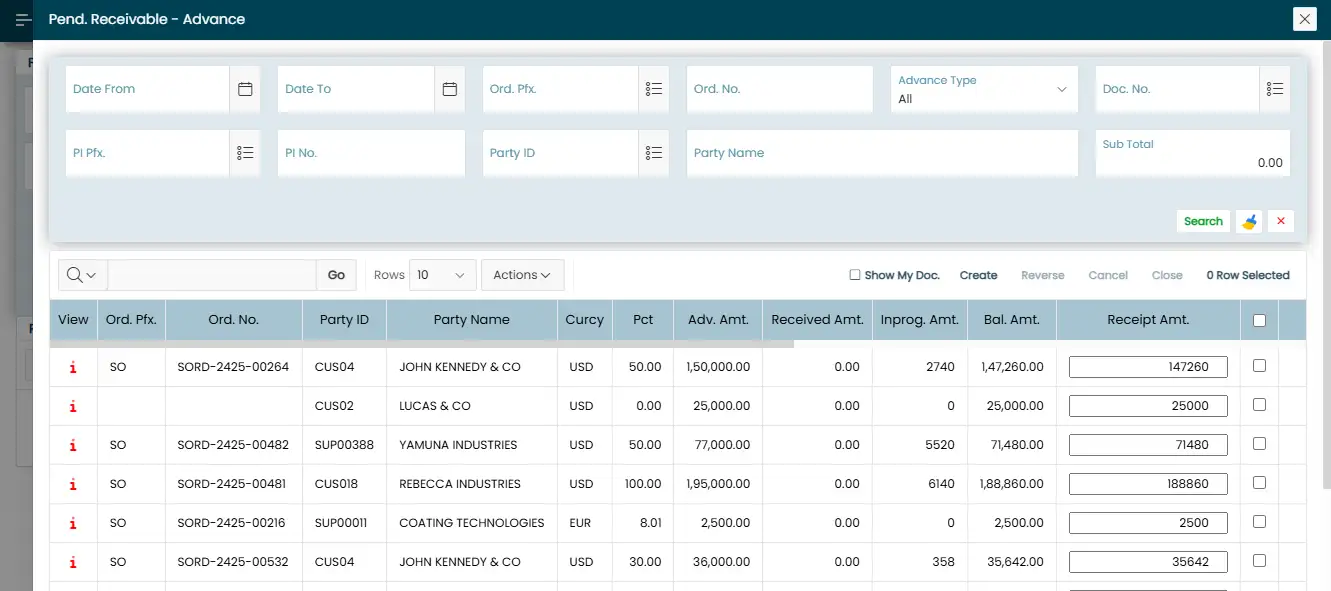 Pend. Receivable - Advance
Date From Date To Ord. Pfx. Ord. No. Advance Type All Doc. No.
PI Pfx. PI No. Party ID Party Name Sub Total 0.00
Search
Go Rows 10 Actions Show My Doc. Create Reverse Cancel Close 0 Row Selected
View Ord. Pfx. Ord. No. Party ID Party Name Curcy Pct Adv. Amt. Received Amt. Inprog. Amt. Bal. Amt. Receipt Amt.
SO SORD-2425-00264 CUS04 JOHN KENNEDY & CO USD 50.00 1,50,000.00 0.00 2740 1,47,260.00 147260
CUS02 LUCAS & CO USD 0.00 25,000.00 0.00 0 25,000.00 25000
SO SORD-2425-00482 SUP00388 YAMUNA INDUSTRIES USD 50.00 77,000.00 0.00 5520 71,480.00 71480
SO SORD-2425-00481 CUS018 REBECCA INDUSTRIES USD 100.00 1,95,000.00 0.00 6140 1,88,860.00 188860
SO SORD-2425-00216 SUP00011 COATING TECHNOLOGIES EUR 8.01 2,500.00 0.00 0 2,500.00 2500
SO SORD-2425-00532 CUS04 JOHN KENNEDY & CO USD 30.00 36,000.00 0.00 358 35,642.00 35642